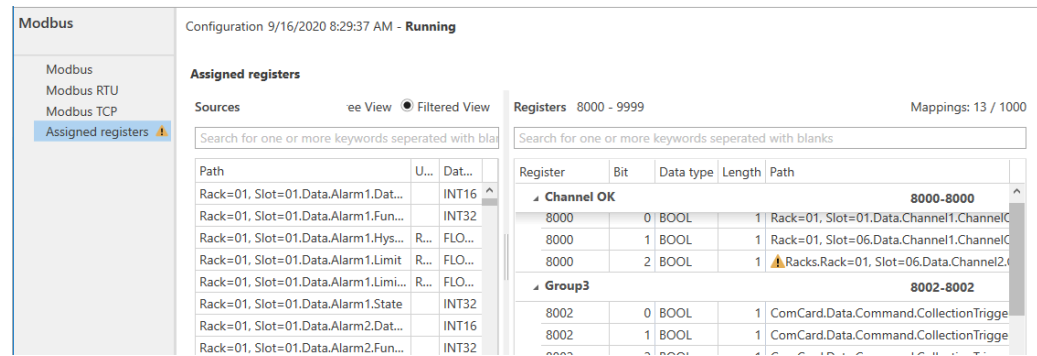 Modbus
Configuration 9/16/2020 8:29:37 AM - Running
Modbus
Modbus RTU
Modbus TCP
Assigned registers
Assigned registers
Sources ee View Filtered View
Search for one or more keywords seperated with blan
Path U... Dat...
Rack=01, Slot=01.Data.Alarm1.Dat... INT16
Rack=01, Slot=01.Data.Alarm1.Fun... INT32
Rack=01, Slot=01.Data.Alarm1.Hys... R... FLO...
Rack=01, Slot=01.Data.Alarm1.Limit R... FLO...
Rack=01, Slot=01.Data.Alarm1.Limi... R... FLO...
Rack=01, Slot=01.Data.Alarm1.State INT32
Rack=01, Slot=01.Data.Alarm2.Dat... INT16
Rack=01, Slot=01.Data.Alarm2.Fun... INT32
Registers 8000 - 9999 Mappings: 13 / 1000
Search for one or more keywords seperated with blanks
Register Bit Data type Length Path
Channel OK 8000-8000
8000 0 BOOL 1 Rack=01, Slot=01.Data.Channel1.ChannelO
8000 1 BOOL 1 Rack=01, Slot=06.Data.Channel1.ChannelO
8000 2 BOOL 1 Racks.Rack=01, Slot=06.Data.Channel2.
Group3 8002-8002
8002 0 BOOL 1 ComCard.Data.Command.CollectionTrigge
8002 1 BOOL 1 ComCard.Data.Command.CollectionTrigge